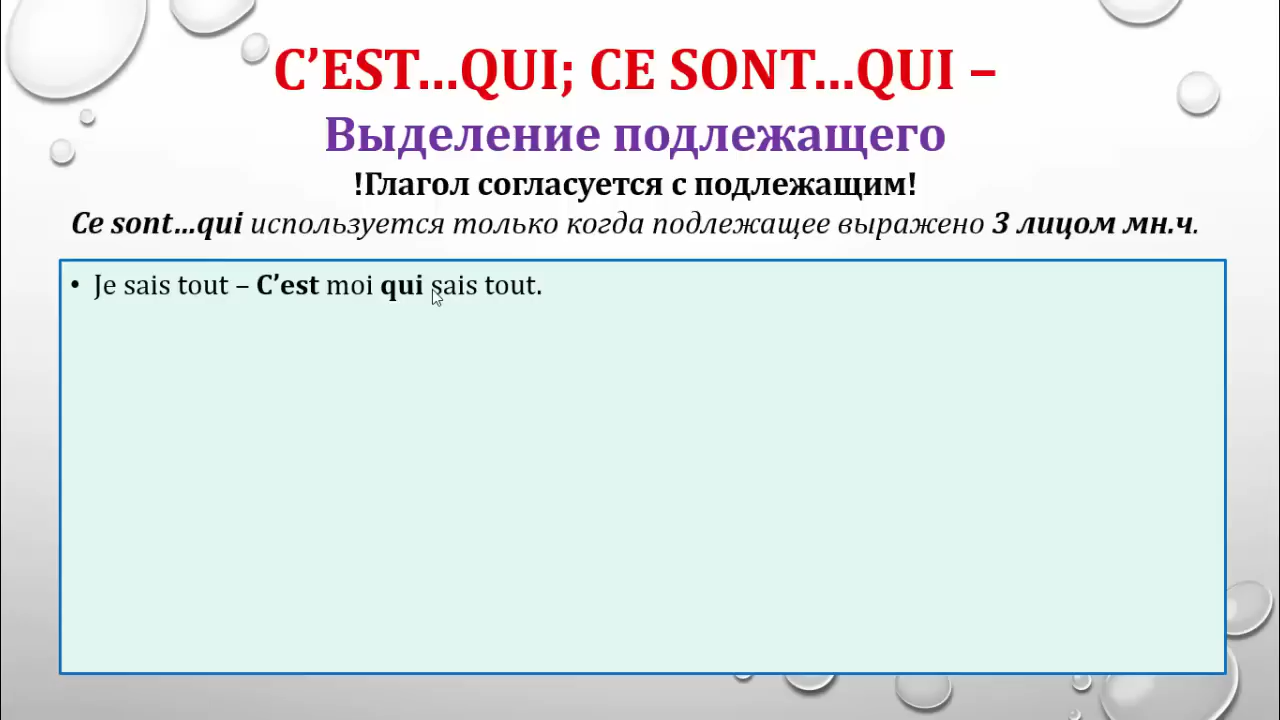 C’EST…QUI; CE SONT…QUI –
Выделение подлежащего
!Глагол согласуется с подлежащим!
Ce sont…qui используется только когда подлежащее выражено 3 лицом мн.ч.
• Je sais tout – C’est moi qui sais tout.